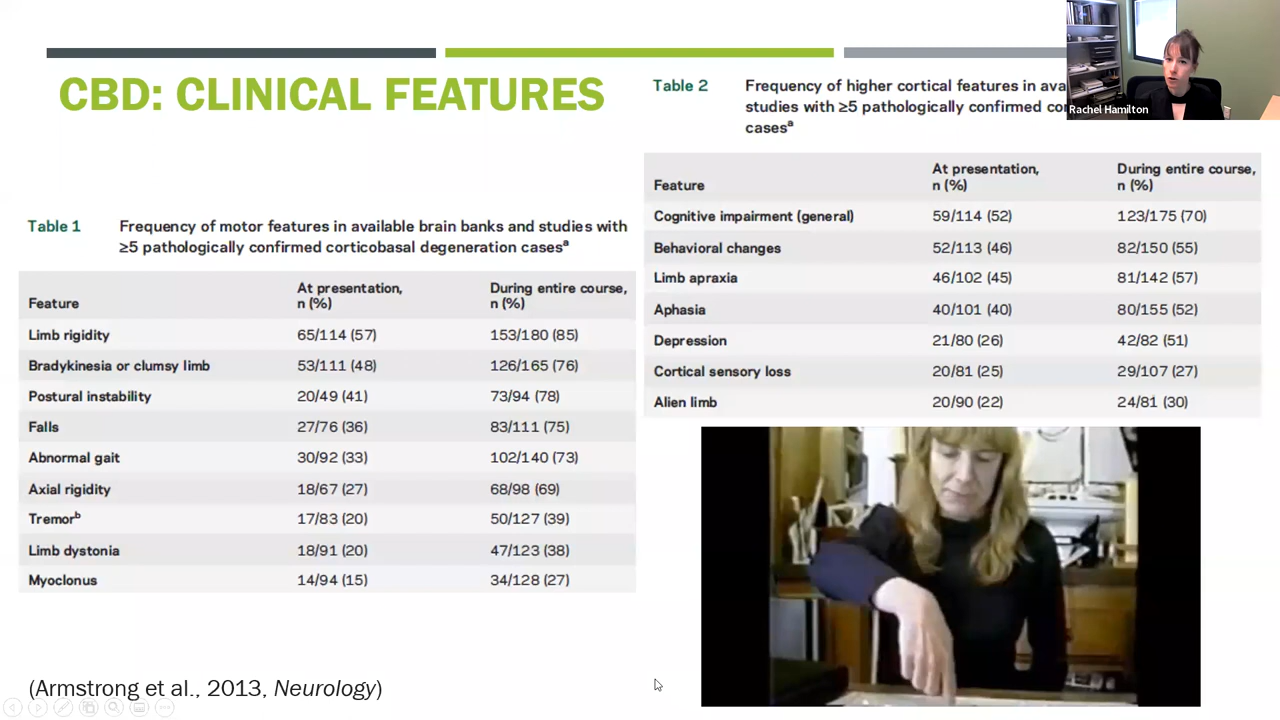 CBD: CLINICAL FEATURES
Table 1 Frequency of motor features in available brain banks and studies with
≥5 pathologically confirmed corticobasal degeneration casesᵃ
Feature At presentation, n (%) During entire course, n (%)
Limb rigidity 65/114 (57) 153/180 (85)
Bradykinesia or clumsy limb 53/111 (48) 126/165 (76)
Postural instability 20/49 (41) 73/94 (78)
Falls 27/76 (36) 83/111 (75)
Abnormal gait 30/92 (33) 102/140 (73)
Axial rigidity 18/67 (27) 68/98 (69)
Tremorᵇ 17/83 (20) 50/127 (39)
Limb dystonia 18/91 (20) 47/123 (38)
Myoclonus 14/94 (15) 34/128 (27)
(Armstrong et al., 2013, Neurology)
Table 2 Frequency of higher cortical features in
studies with ≥5 pathologically confirmed
casesᵃ
Feature At presentation, n (%) During entire course, n (%)
Cognitive impairment (general) 59/114 (52) 123/175 (70)
Behavioral changes 52/113 (46) 82/150 (55)
Limb apraxia 46/102 (45) 81/142 (57)
Aphasia 40/101 (40) 80/155 (52)
Depression 21/80 (26) 42/82 (51)
Cortical sensory loss 20/81 (25) 29/107 (27)
Alien limb 20/90 (22) 24/81 (30)
Rachel Hamilton